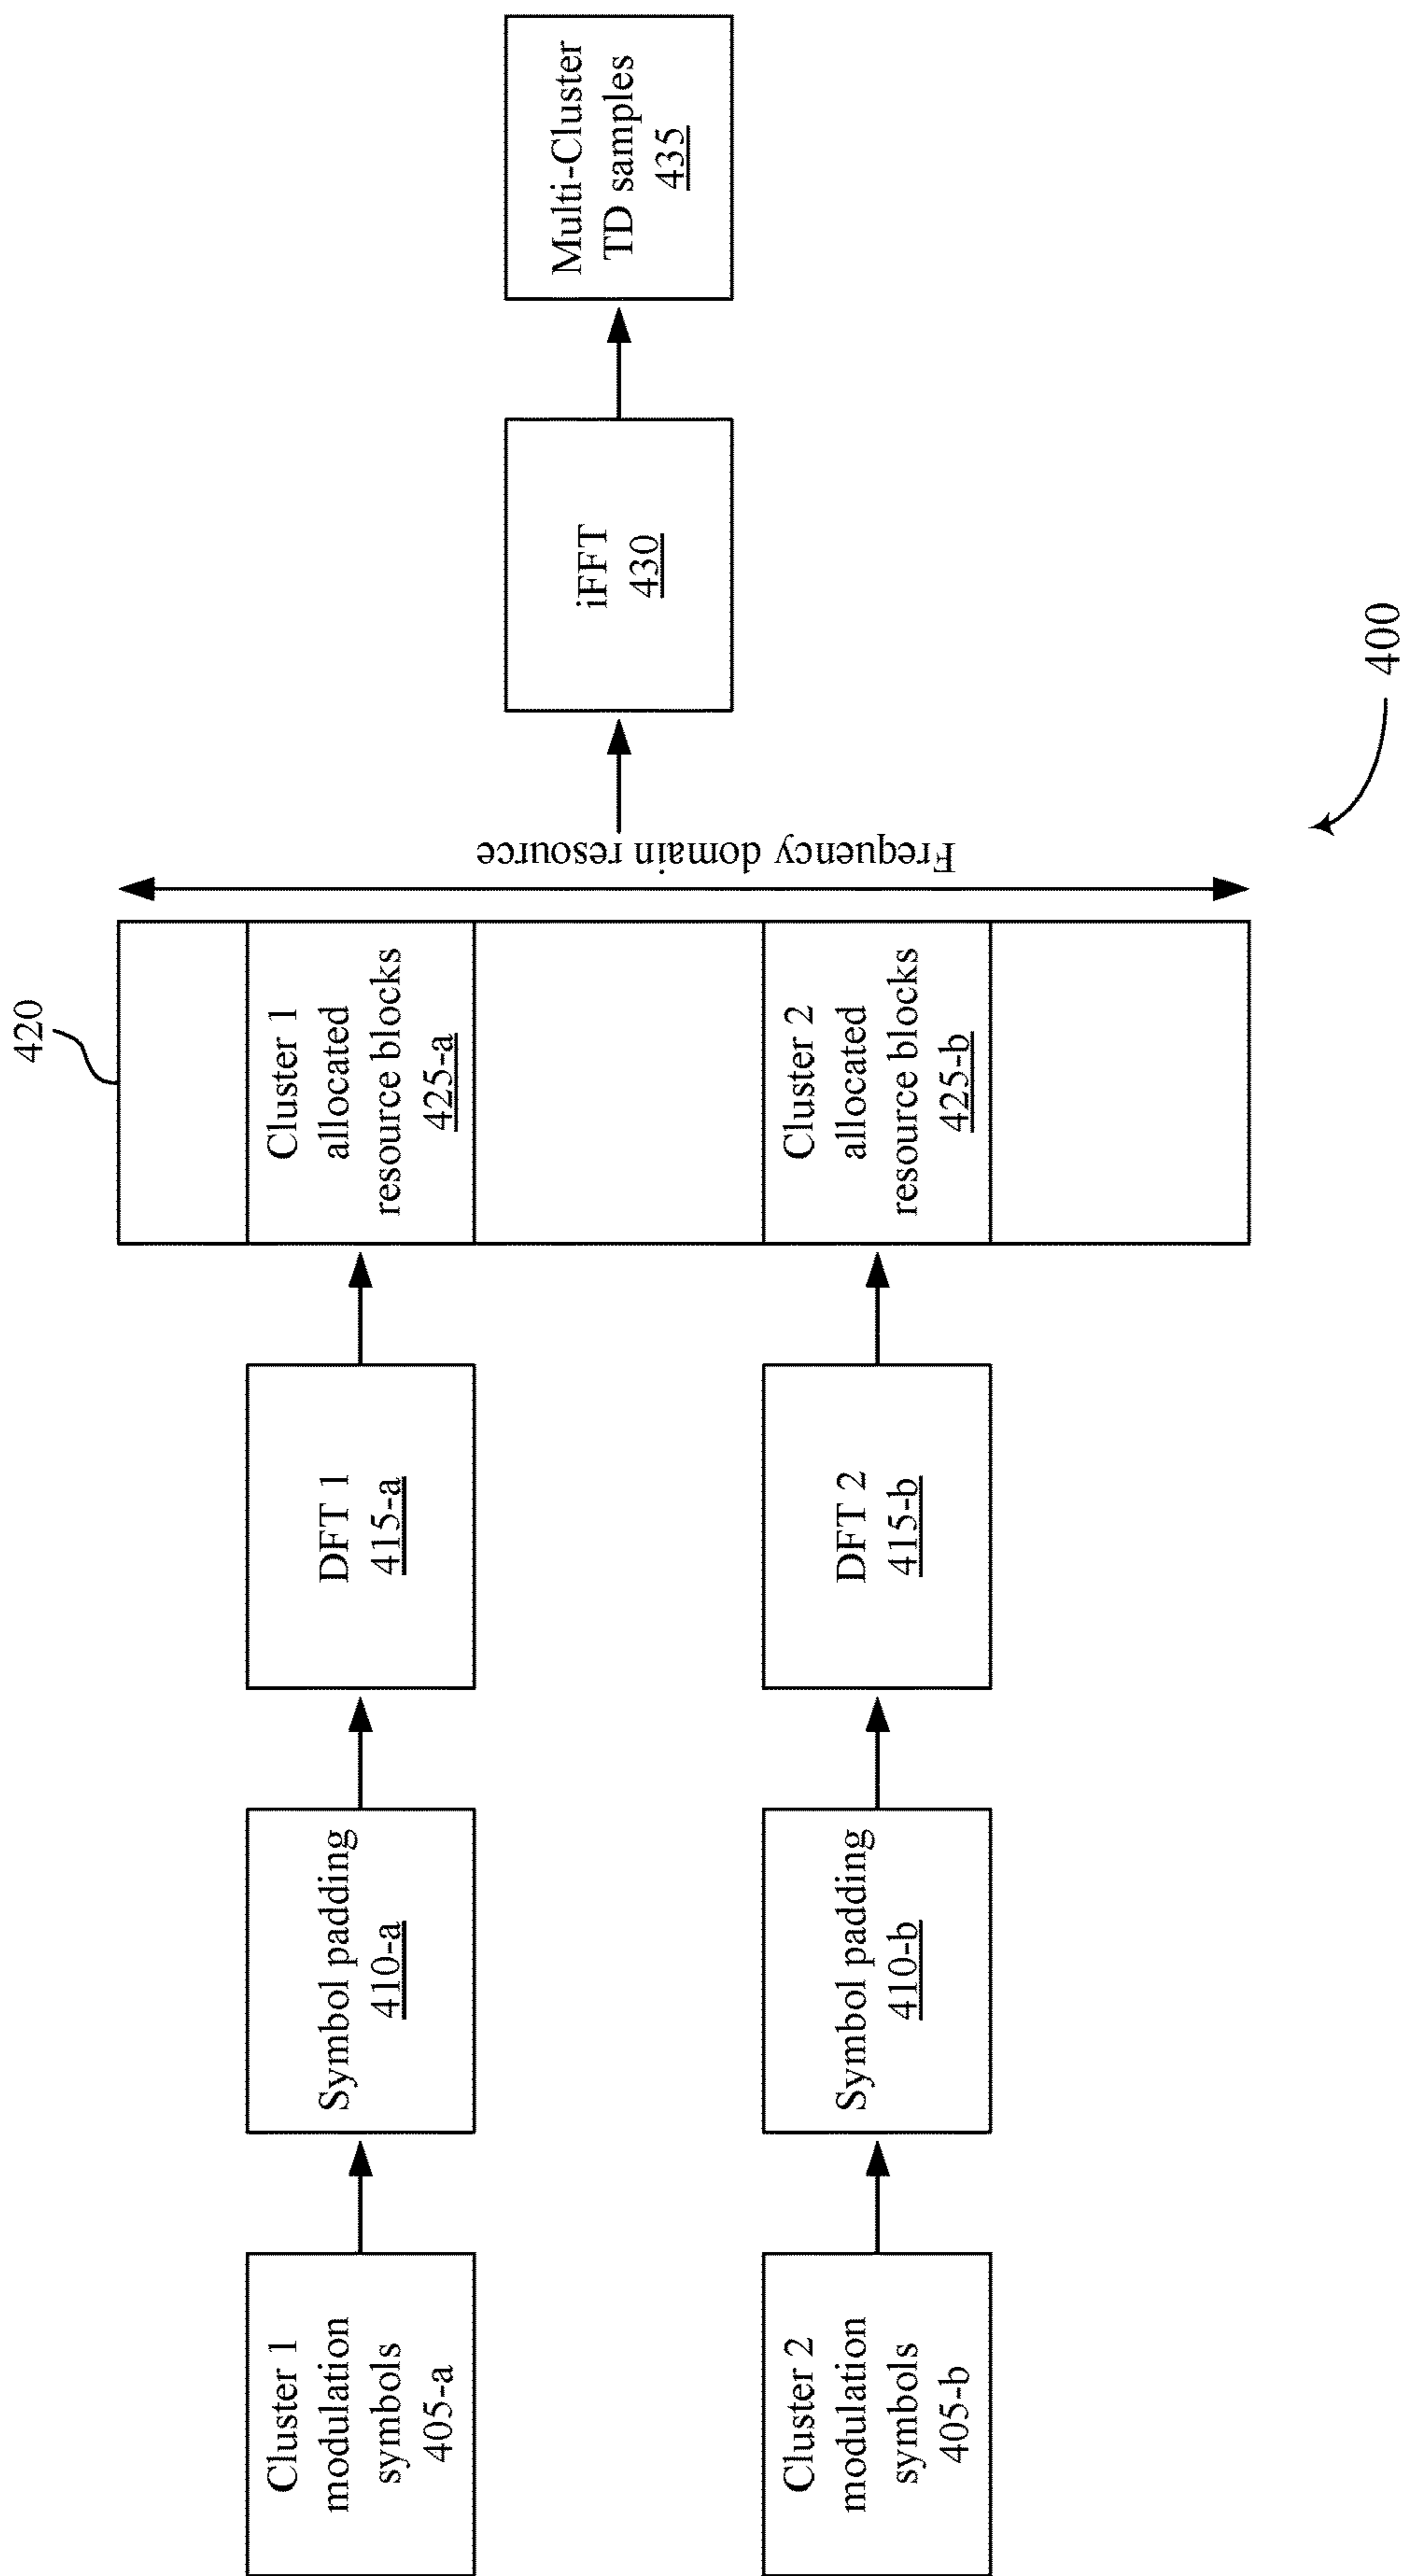 Cluster 1
modulation
symbols
405-a
Symbol padding
410-a
DFT 1
415-a
420
Cluster 1
allocated
resource blocks
425-a
Cluster 2
modulation
symbols
405-b
Symbol padding
410-b
DFT 2
415-b
Cluster 2
allocated
resource blocks
425-b
Frequency domain resource
iFFT
430
Multi-Cluster
TD samples
435
400